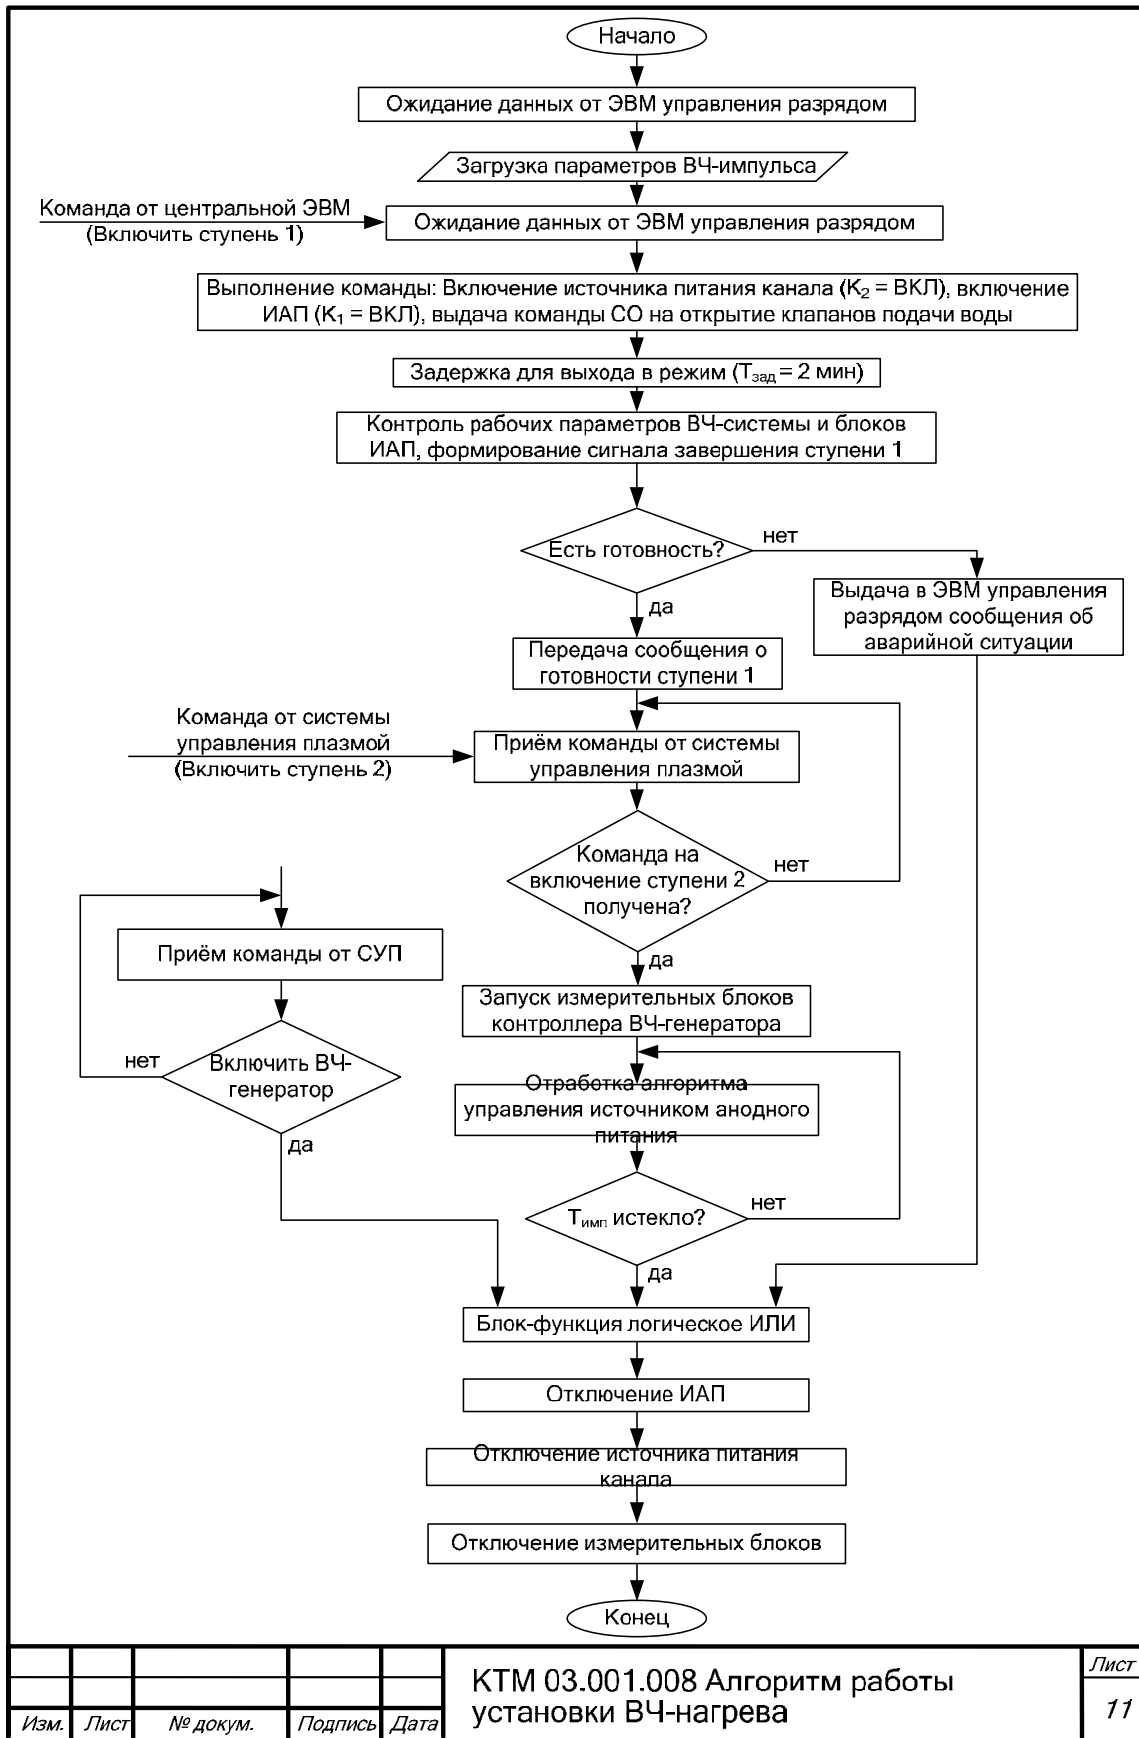 Начало
Ожидание данных от ЭВМ управления разрядом
Загрузка параметров ВЧ-импульса
Команда от центральной ЭВМ
(Включить ступень 1)
Ожидание данных от ЭВМ управления разрядом
Выполнение команды: Включение источника питания канала (К₂ = ВКЛ), включение
ИАП (К₁ = ВКЛ), выдача команды СО на открытие клапанов подачи воды
Задержка для выхода в режим (Tзад = 2 мин)
Контроль рабочих параметров ВЧ-системы и блоков
ИАП, формирование сигнала завершения ступени 1
Есть готовность?
нет
да
Выдача в ЭВМ управления
разрядом сообщения об
аварийной ситуации
Передача сообщения о
готовности ступени 1
Команда от системы
управления плазмой
(Включить ступень 2)
Приём команды от системы
управления плазмой
Команда на
включение ступени 2
получена?
нет
да
Приём команды от СУП
Включить ВЧ-
генератор
нет
да
Запуск измерительных блоков
контроллера ВЧ-генератора
Отработка алгоритма
управления источником анодного
питания
Tимп истекло?
нет
да
Блок-функция логическое ИЛИ
Отключение ИАП
Отключение источника питания
канала
Отключение измерительных блоков
Конец
Изм.
Лист
№ докум.
Подпись
Дата
КТМ 03.001.008 Алгоритм работы
установки ВЧ-нагрева
Лист
11